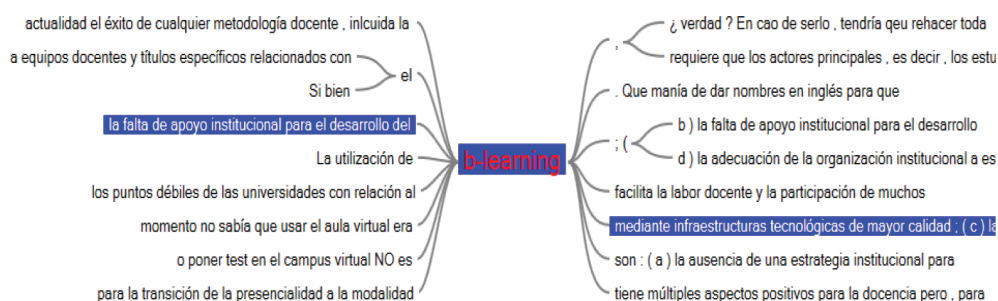 actualidad el éxito de cualquier metodología docente , inlcuida la
a equipos docentes y títulos específicos relacionados con
el
Si bien
la falta de apoyo institucional para el desarrollo del
La utilización de
los puntos débiles de las universidades con relación al
momento no sabía que usar el aula virtual era
o poner test en el campus virtual NO es
para la transición de la presencialidad a la modalidad
b-learning
¿ verdad ? En cao de serlo , tendría qeu rehacer toda
,
requiere que los actores principales , es decir , los estu
. Que manía de dar nombres en inglés para que
b ) la falta de apoyo institucional para el desarrollo
; (
d ) la adecuación de la organización institucional a es
facilita la labor docente y la participación de muchos
mediante infraestructuras tecnológicas de mayor calidad ; ( c ) la
son : ( a ) la ausencia de una estrategia institucional para
tiene múltiples aspectos positivos para la docencia pero , para